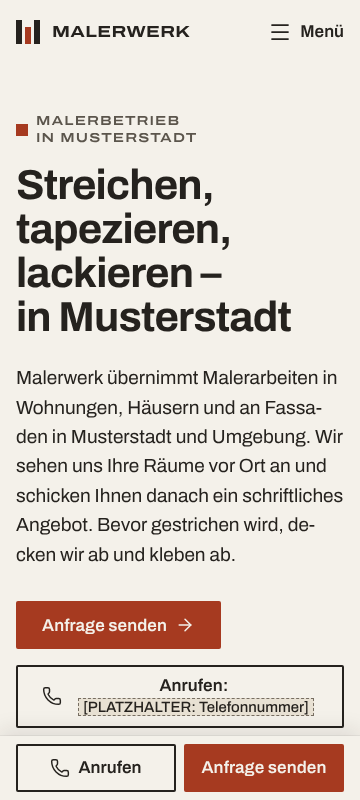 MALERWERK
Menü
MALERBETRIEB
IN MUSTERSTADT
Streichen,
tapezieren,
lackieren –
in Musterstadt
Malerwerk übernimmt Malerarbeiten in
Wohnungen, Häusern und an Fassa-
den in Musterstadt und Umgebung. Wir
sehen uns Ihre Räume vor Ort an und
schicken Ihnen danach ein schriftliches
Angebot. Bevor gestrichen wird, de-
cken wir ab und kleben ab.
Anfrage senden
Anrufen:
[PLATZHALTER: Telefonnummer]
Anrufen
Anfrage senden